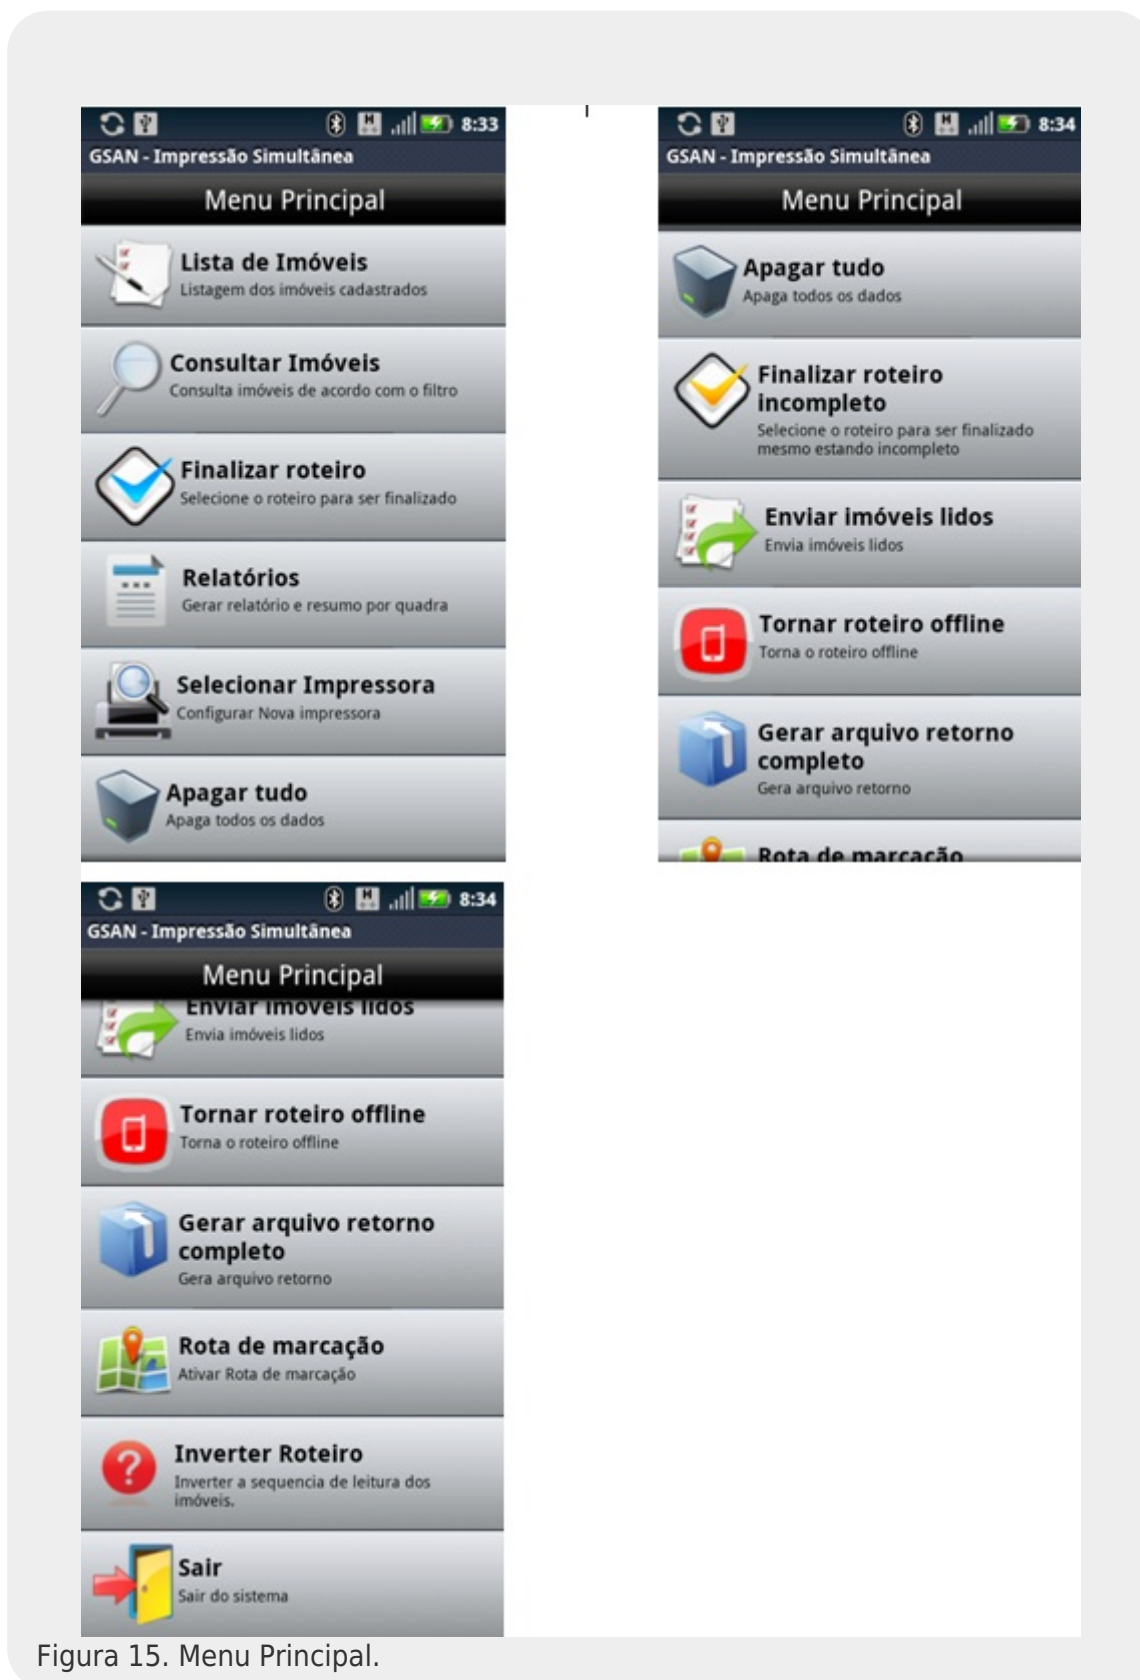 8:33
GSAN - Impressão Simultânea
Menu Principal
Lista de Imóveis
Listagem dos imóveis cadastrados
Consultar Imóveis
Consulta imóveis de acordo com o filtro
Finalizar roteiro
Selecione o roteiro para ser finalizado
Relatórios
Gerar relatório e resumo por quadra
Selecionar Impressora
Configurar Nova impressora
Apagar tudo
Apaga todos os dados
8:34
GSAN - Impressão Simultânea
Menu Principal
Apagar tudo
Apaga todos os dados
Finalizar roteiro
incompleto
Selecione o roteiro para ser finalizado
mesmo estando incompleto
Enviar imóveis lidos
Envia imóveis lidos
Tornar roteiro offline
Torna o roteiro offline
Gerar arquivo retorno
completo
Gera arquivo retorno
Rota de marcação
8:34
GSAN - Impressão Simultânea
Menu Principal
Enviar imóveis lidos
Envia imóveis lidos
Tornar roteiro offline
Torna o roteiro offline
Gerar arquivo retorno
completo
Gera arquivo retorno
Rota de marcação
Ativar Rota de marcação
Inverter Roteiro
Inverter a sequencia de leitura dos
imóveis.
Sair
Sair do sistema
Figura 15. Menu Principal.